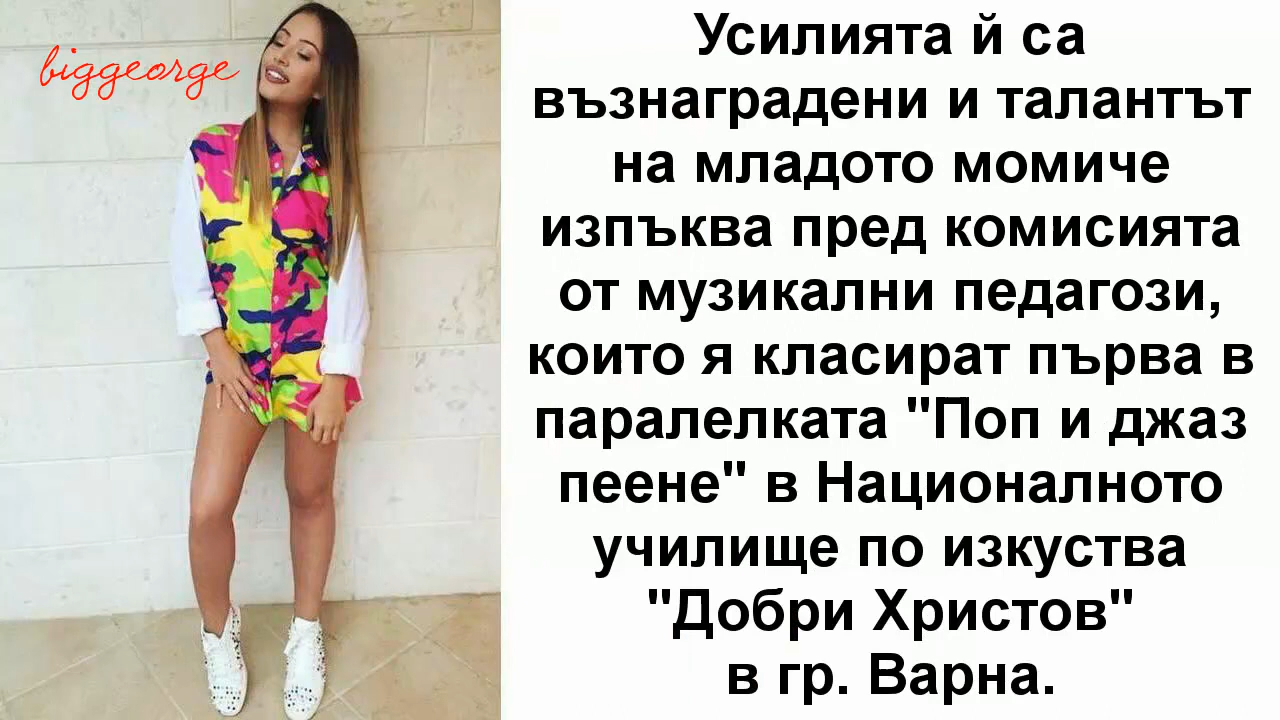 biggeorge
Усилията й са
възнаградени и талантът
на младото момиче
изпъква пред комисията
от музикални педагози,
които я класират първа в
паралелката "Поп и джаз
пеене" в Националното
училище по изкуства
"Добри Христов"
в гр. Варна.